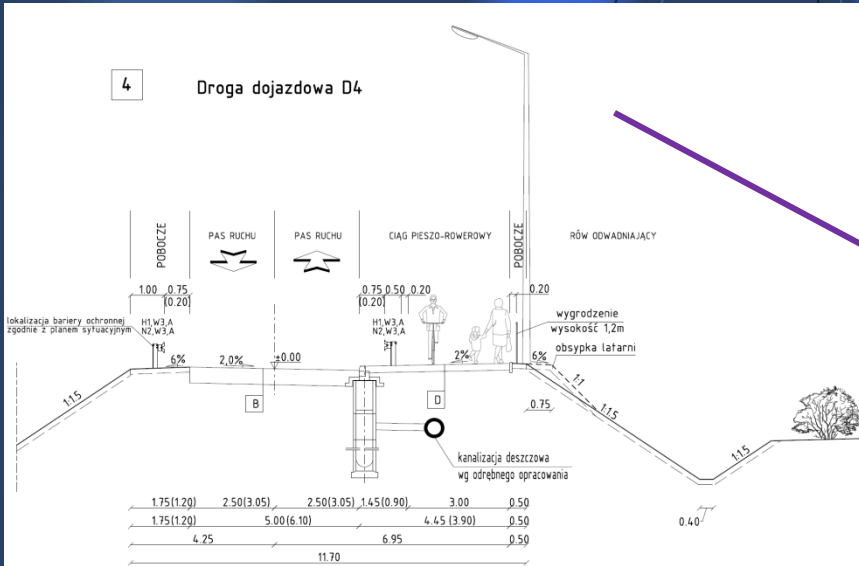 4
Droga dojazdowa D4
POBOCZE
PAS RUCHU
PAS RUCHU
CIĄG PIESZO-ROWEROWY
POBOCZE
RÓW ODWADNIAJĄCY
1.00
0.75
(0.20)
0.75
(0.20)
0.50
0.20
0.20
lokalizacja bariery ochronnej
zgodnie z planem sytuacyjnym
H1,W3,A
N2,W3,A
H1,W3,A
N2,W3,A
wygrodzenie
wysokość 1,2m
obsypka latarni
6%
2,0%
±0.00
2%
6%
1:1.5
B
D
0.75
1:1
1:1.5
1:1.5
kanalizacja deszczowa
wg odrębnego opracowania
1.75(1.20)
2.50(3.05)
2.50(3.05)
1.45(0.90)
3.00
0.50
1.75(1.20)
5.00(6.10)
4.45 (3.90)
0.50
4.25
6.95
0.50
11.70
0.40